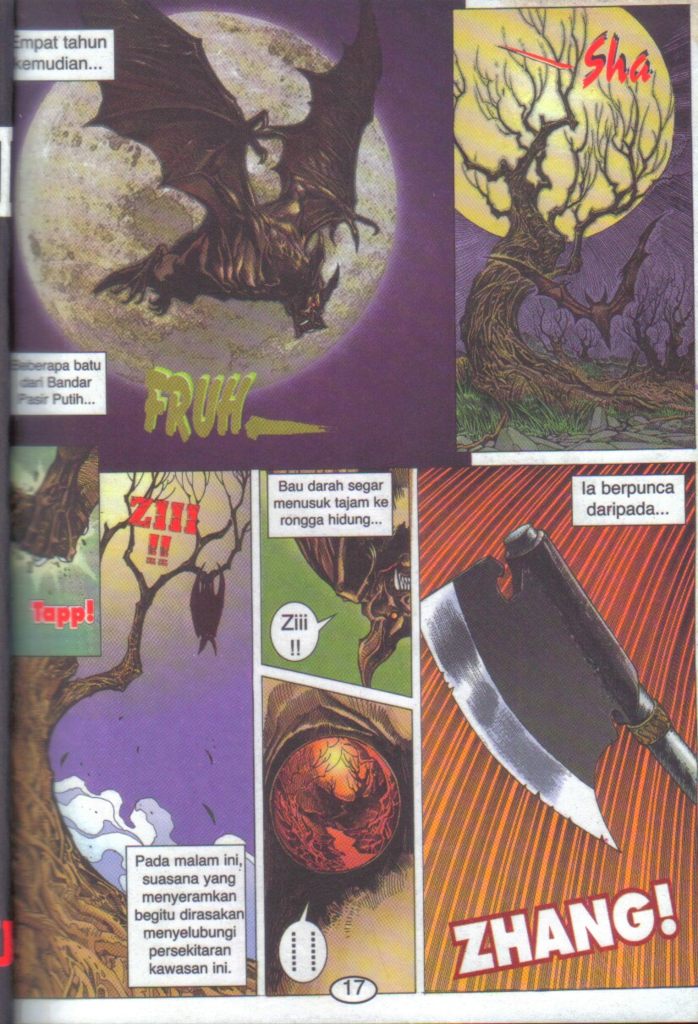 Empat tahun
kemudian...
Sha
Beberapa batu
dari Bandar
Pasir Putih...
FRUH
Tapp!
ZIII
!!
Bau darah segar
menusuk tajam ke
rongga hidung...
Ziii
!!
Ia berpunca
daripada...
Pada malam ini,
suasana yang
menyeramkan
begitu dirasakan
menyelubungi
persekitaran
kawasan ini.
!!
ZHANG!
17